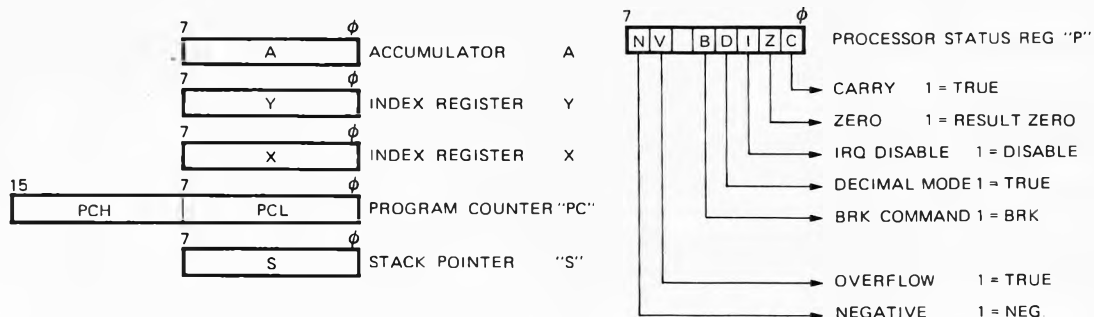 7 φ
A ACCUMULATOR A
7 φ
Y INDEX REGISTER Y
7 φ
X INDEX REGISTER X
15 7 φ
PCH PCL PROGRAM COUNTER "PC"
7 φ
S STACK POINTER "S"
7 φ
N V B D I Z C PROCESSOR STATUS REG "P"
CARRY 1 = TRUE
ZERO 1 = RESULT ZERO
IRQ DISABLE 1 = DISABLE
DECIMAL MODE 1 = TRUE
BRK COMMAND 1 = BRK
OVERFLOW 1 = TRUE
NEGATIVE 1 = NEG.